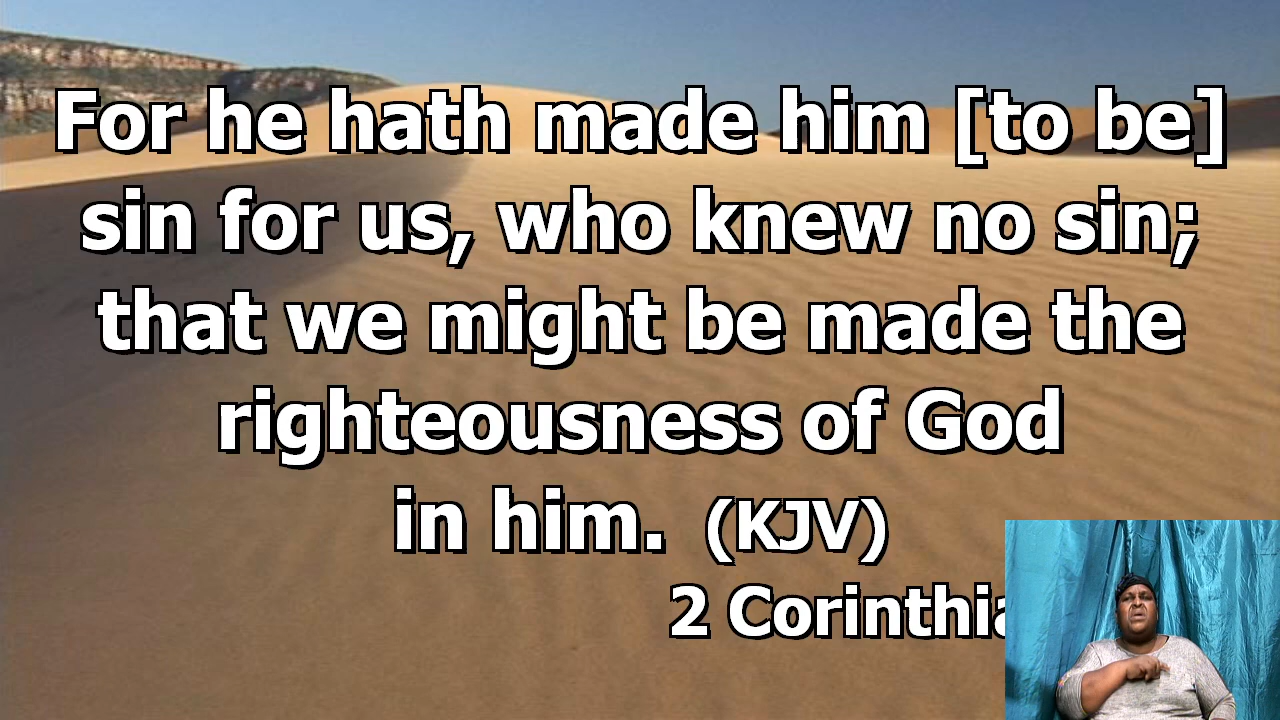 For he hath made him [to be]
sin for us, who knew no sin;
that we might be made the
righteousness of God
in him. (KJV)
2